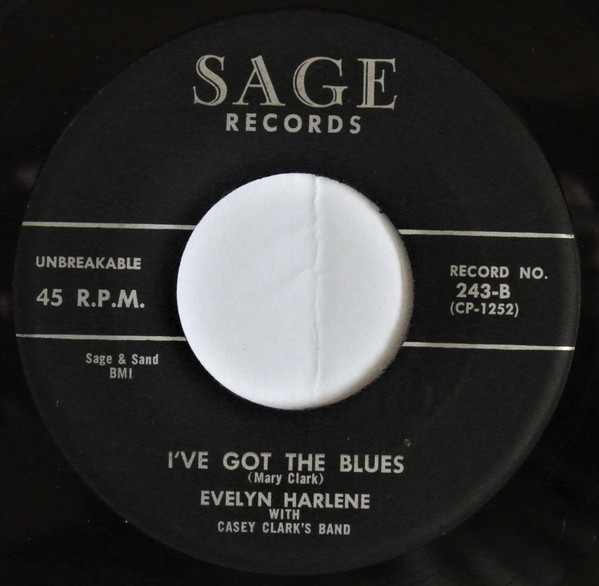 SAGE
RECORDS
UNBREAKABLE
45 R.P.M.
Sage & Sand
BMI
RECORD NO.
243-B
(CP-1252)
I'VE GOT THE BLUES
(Mary Clark)
EVELYN HARLENE
WITH
CASEY CLARK'S BAND